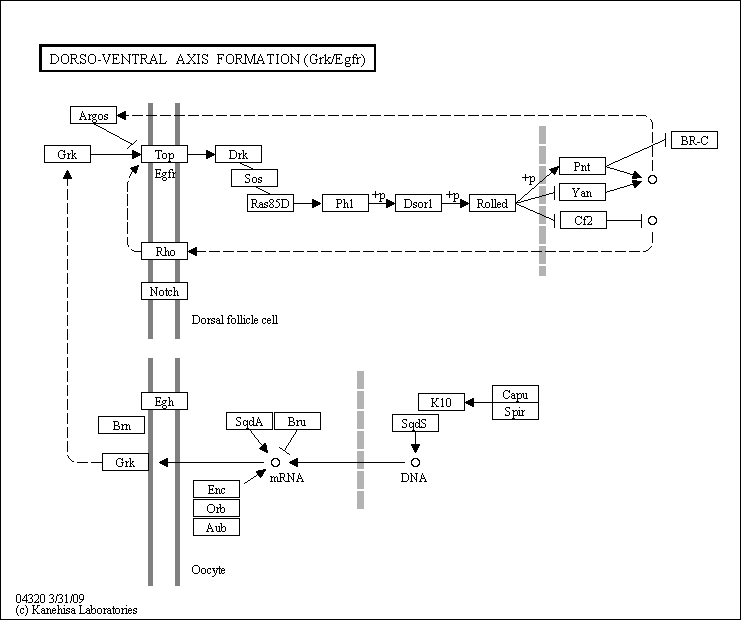 DORSO-VENTRAL AXIS FORMATION (Grk/Egfr)
Argos
BR-C
Grk
Top
Drk
Egfr
Pnt
Sos
+p
Yan
Ras85D
Ph1
+p
Dsor1
+p
Rolled
Cf2
Rho
Notch
Dorsal follicle cell
Egh
K10
Capu
Spir
Brn
SqdA
Bru
SqdS
Grk
mRNA
DNA
Enc
Orb
Aub
Oocyte
04320 3/31/09
(c) Kanehisa Laboratories